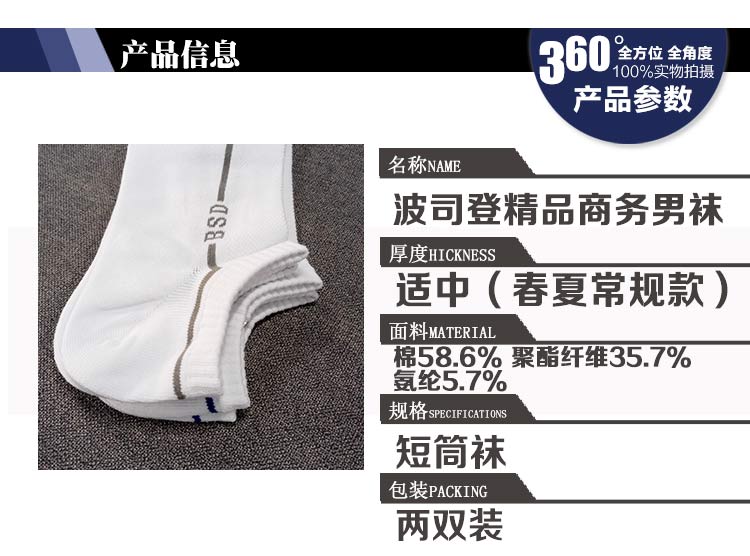 产品信息
360°全方位 全角度
100%实物拍摄
产品参数
BSD
名称NAME
波司登精品商务男袜
厚度HICKNESS
适中（春夏常规款）
面料MATERIAL
棉58.6% 聚酯纤维35.7%
氨纶5.7%
规格SPECIFICATIONS
短筒袜
包装PACKING
两双装